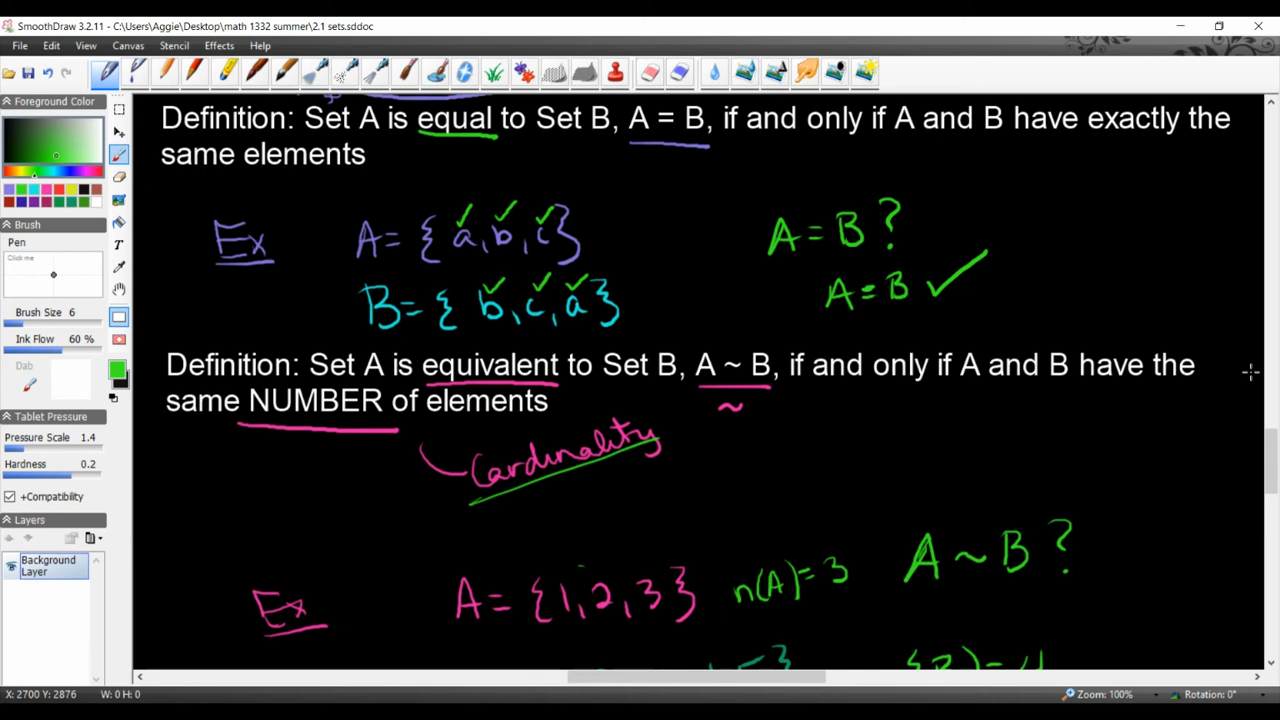 SmoothDraw 3.2.11 - C:\Users\Aggie\Desktop\math 1332 summer\2.1 sets.sddoc
File Edit View Canvas Stencil Effects Help
Foreground Color
Brush
Pen
Click me
Brush Size 6
Ink Flow 60 %
Dab
Tablet Pressure
Pressure Scale 1.4
Hardness 0.2
+Compatibility
Layers
Background Layer
Definition: Set A is equal to Set B, A = B, if and only if A and B have exactly the
same elements
Ex A = { a, b, c } A = B ?
B = { b, c, a } A = B ✓
Definition: Set A is equivalent to Set B, A ~ B, if and only if A and B have the
same NUMBER of elements
~
Cardinality
Ex A = {1, 2, 3} n(A) = 3 A ~ B ?
X: 2700 Y: 2876 W: 0 H: 0 Zoom: 100% Rotation: 0°